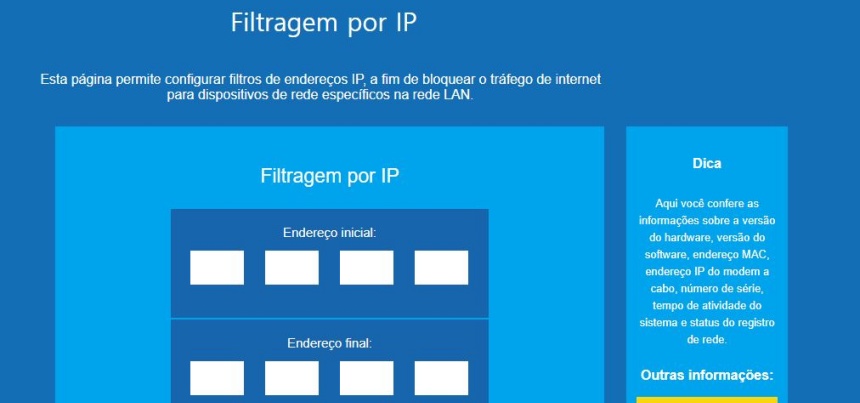 Filtragem por IP
Esta página permite configurar filtros de endereços IP, a fim de bloquear o tráfego de internet
para dispositivos de rede específicos na rede LAN.
Filtragem por IP
Endereço inicial:
Endereço final:
Dica
Aqui você confere as
informações sobre a versão
do hardware, versão do
software, endereço MAC,
endereço IP do modem a
cabo, número de série,
tempo de atividade do
sistema e status do registro
de rede.
Outras informações: